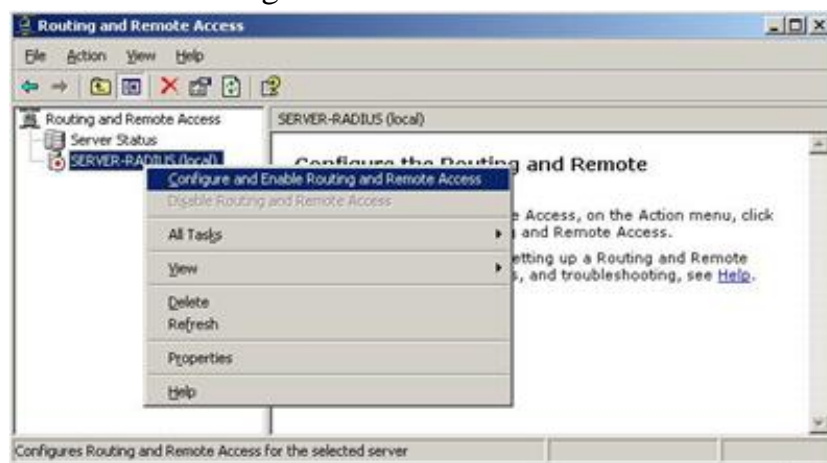 Routing and Remote Access
File Action View Help
Routing and Remote Access
Server Status
SERVER-RADIUS (local)
SERVER-RADIUS (local)
Configure the Routing and Remote
Access, on the Action menu, click
and Remote Access.
etting up a Routing and Remote
s, and troubleshooting, see Help.
Configure and Enable Routing and Remote Access
Disable Routing and Remote Access
All Tasks
View
Delete
Refresh
Properties
Help
Configures Routing and Remote Access for the selected server